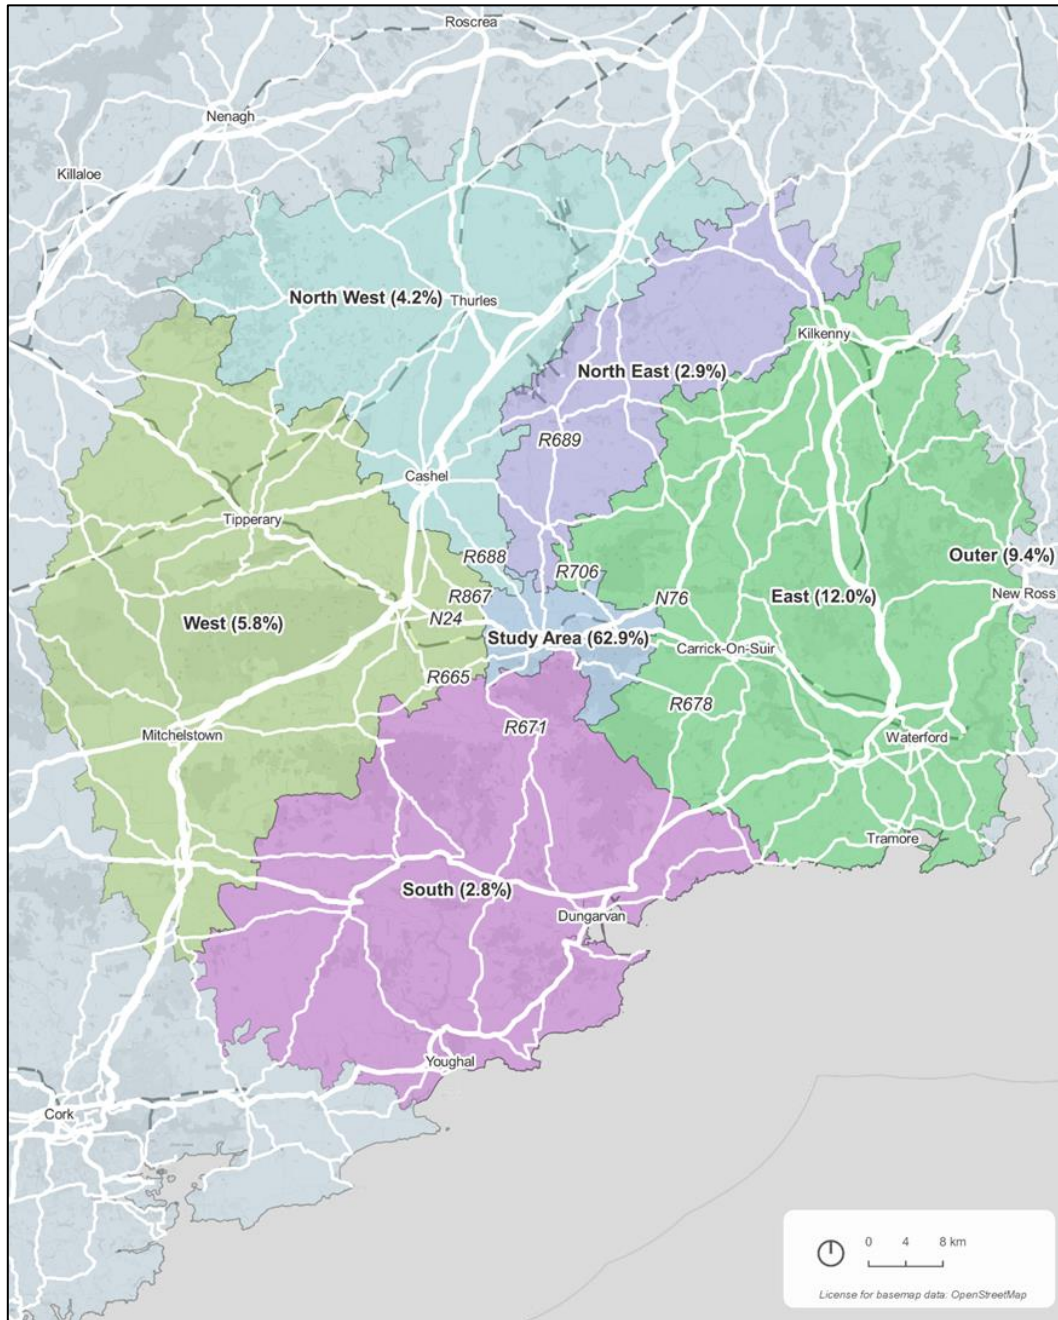 Roscrea
Nenagh
Killaloe
North West (4.2%)
Thurles
Kilkenny
North East (2.9%)
R689
Cashel
Tipperary
R688
R706
Outer (9.4%)
R867
N76
East (12.0%)
New Ross
West (5.8%)
N24
Study Area (62.9%)
Carrick-On-Suir
R665
R678
R671
Mitchelstown
Waterford
Tramore
South (2.8%)
Dungarvan
Youghal
Cork
0 4 8 km
License for basemap data: OpenStreetMap